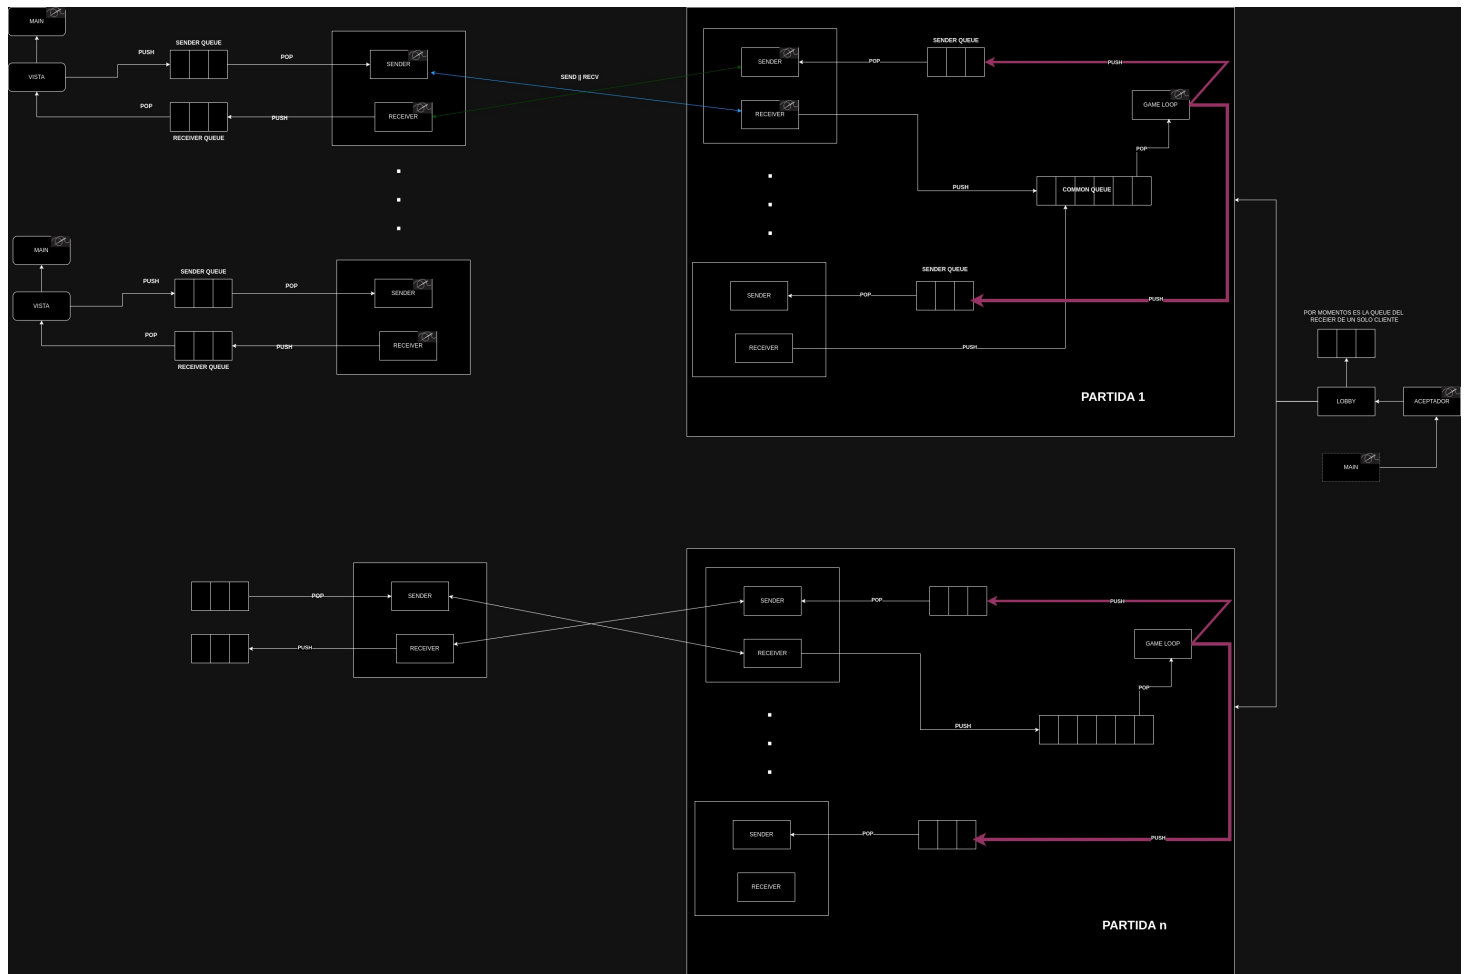 MAIN
VISTA
PUSH
SENDER QUEUE
POP
POP
PUSH
RECEIVER QUEUE
SENDER
RECEIVER
SEND || RECV
SENDER
RECEIVER
SENDER QUEUE
POP
PUSH
GAME LOOP
POP
COMMON QUEUE
PUSH
MAIN
VISTA
PUSH
SENDER QUEUE
POP
POP
PUSH
RECEIVER QUEUE
SENDER
RECEIVER
SENDER
RECEIVER
SENDER QUEUE
POP
PUSH
PUSH
PARTIDA 1
POR MOMENTOS ES LA QUEUE DEL
RECEIER DE UN SOLO CLIENTE
LOBBY
ACEPTADOR
MAIN
POP
PUSH
SENDER
RECEIVER
SENDER
RECEIVER
POP
PUSH
GAME LOOP
POP
PUSH
SENDER
RECEIVER
POP
PUSH
PARTIDA n